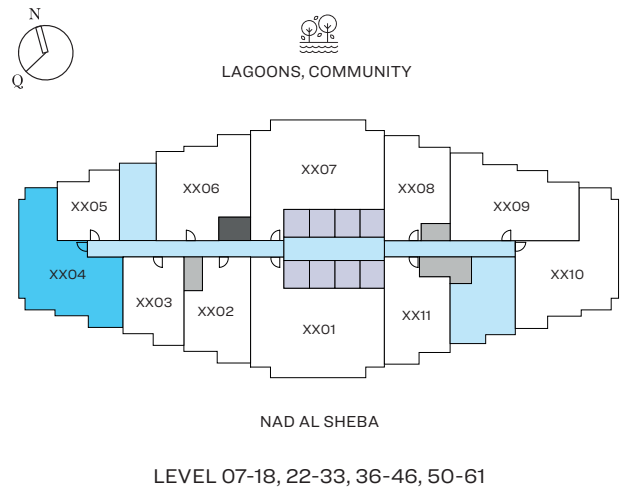 N
Q
LAGOONS, COMMUNITY
XX07
XX06
XX08
XX05
XX09
XX04
XX10
XX03
XX02
XX01
XX11
NAD AL SHEBA
LEVEL 07-18, 22-33, 36-46, 50-61